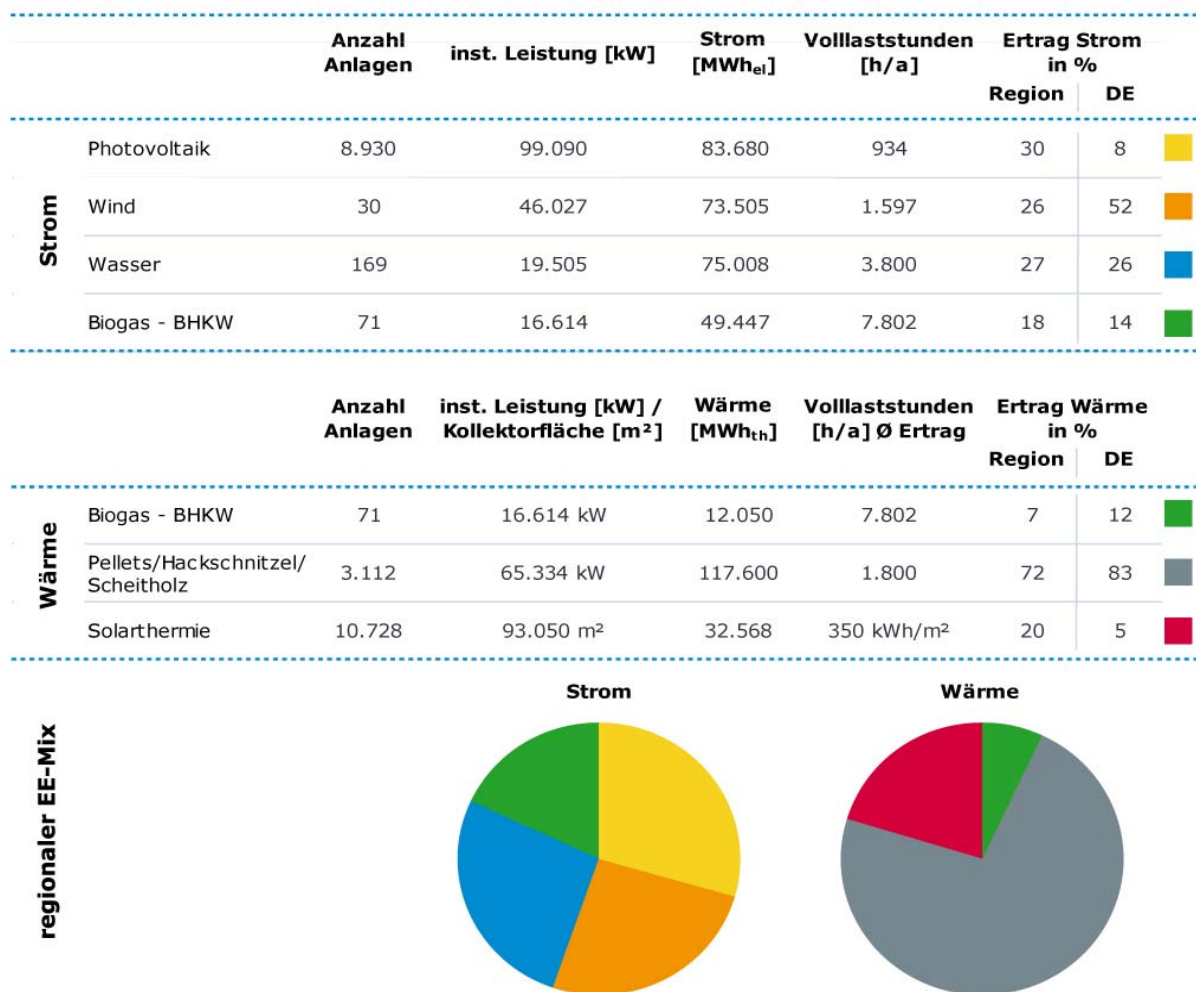 Anzahl Anlagen inst. Leistung [kW] Strom [MWhel] Volllaststunden [h/a] Ertrag Strom in %
Region DE
Strom
Photovoltaik 8.930 99.090 83.680 934 30 8
Wind 30 46.027 73.505 1.597 26 52
Wasser 169 19.505 75.008 3.800 27 26
Biogas - BHKW 71 16.614 49.447 7.802 18 14
Anzahl Anlagen inst. Leistung [kW] / Kollektorfläche [m²] Wärme [MWhth] Volllaststunden [h/a] Ø Ertrag Ertrag Wärme in %
Region DE
Wärme
Biogas - BHKW 71 16.614 kW 12.050 7.802 7 12
Pellets/Hackschnitzel/
Scheitholz 3.112 65.334 kW 117.600 1.800 72 83
Solarthermie 10.728 93.050 m² 32.568 350 kWh/m² 20 5
regionaler EE-Mix
Strom Wärme